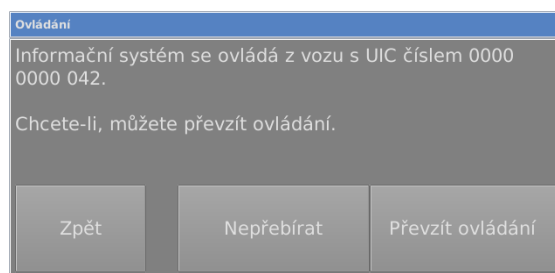 Ovládání
Informační systém se ovládá z vozu s UIC číslem 0000
0000 042.
Chcete-li, můžete převzít ovládání.
Zpět
Nepřebírat
Převzít ovládání